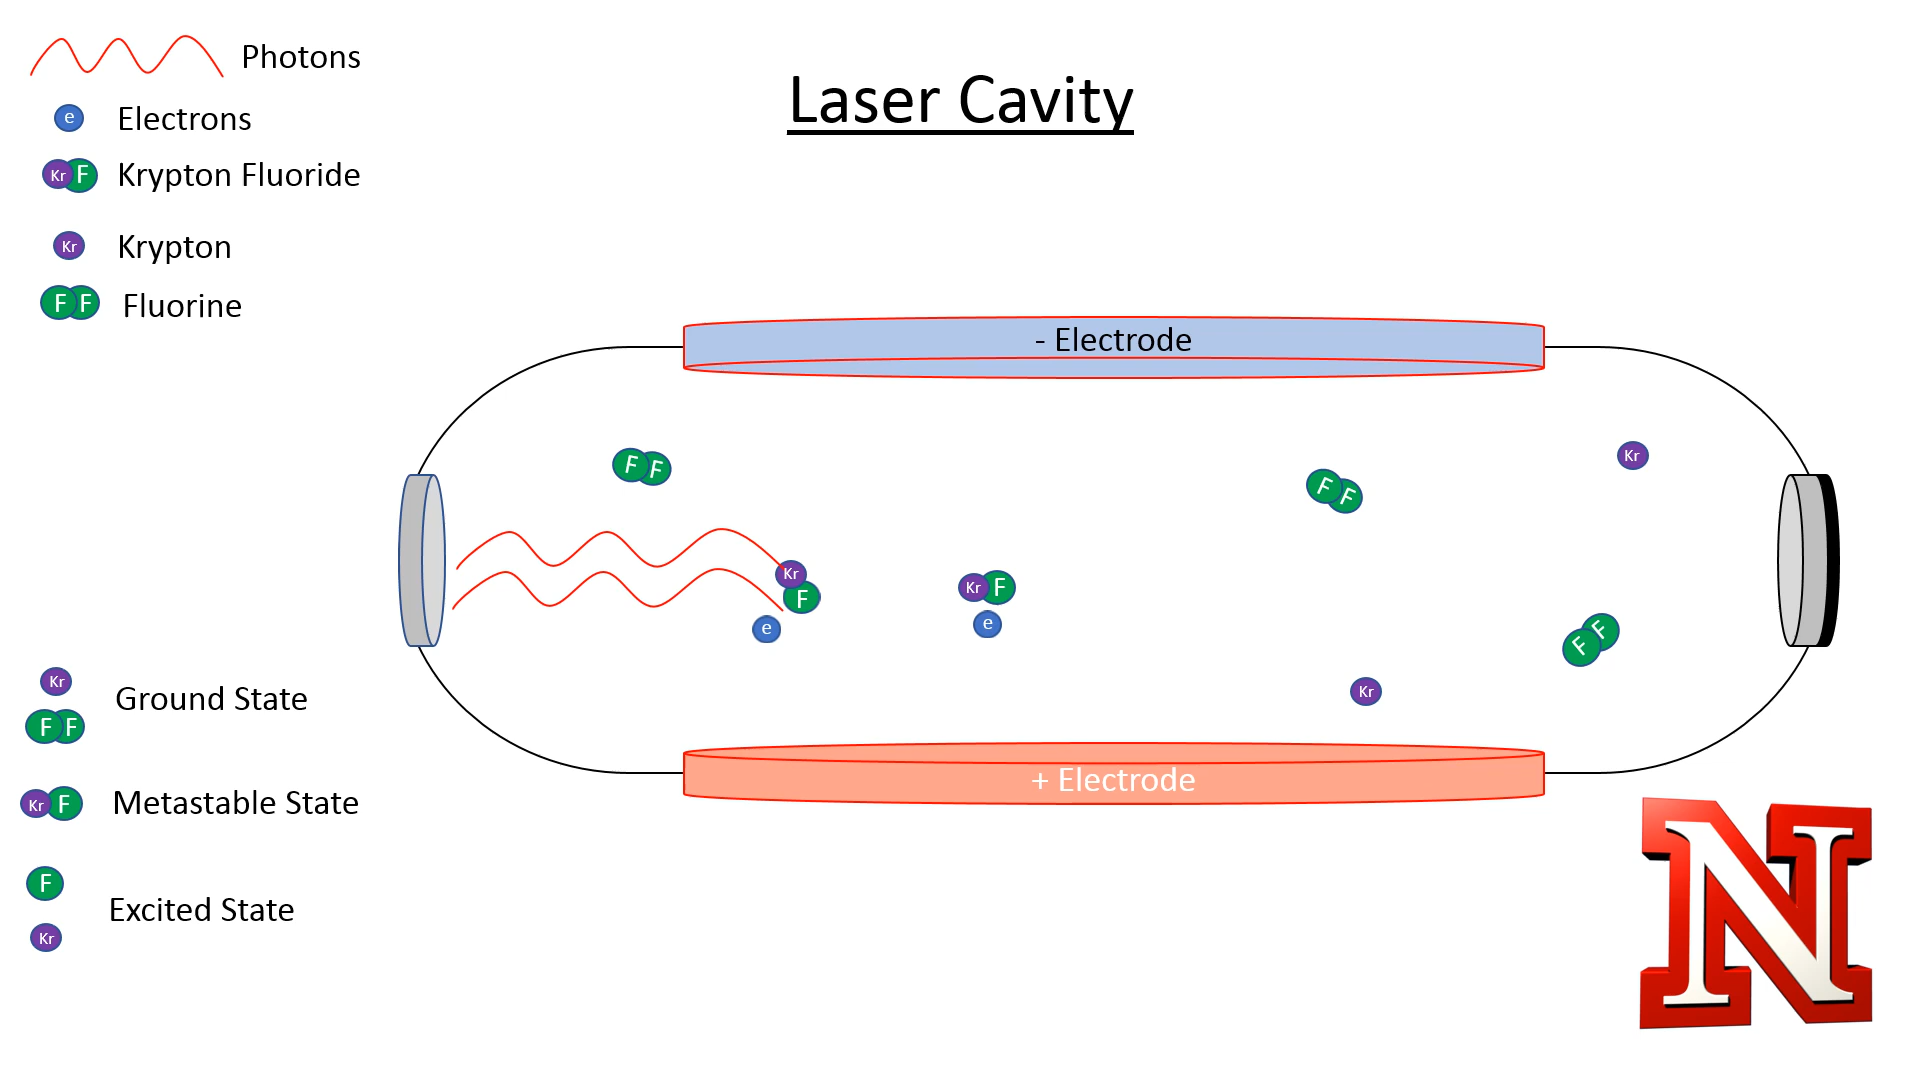 Laser Cavity
Photons
e Electrons
Kr F Krypton Fluoride
Kr Krypton
F F Fluorine
- Electrode
F F
F F
Kr
Kr
F
e
Kr F
e
F F
Kr
+ Electrode
Kr
F F
Ground State
Kr F Metastable State
F
Kr
Excited State
N